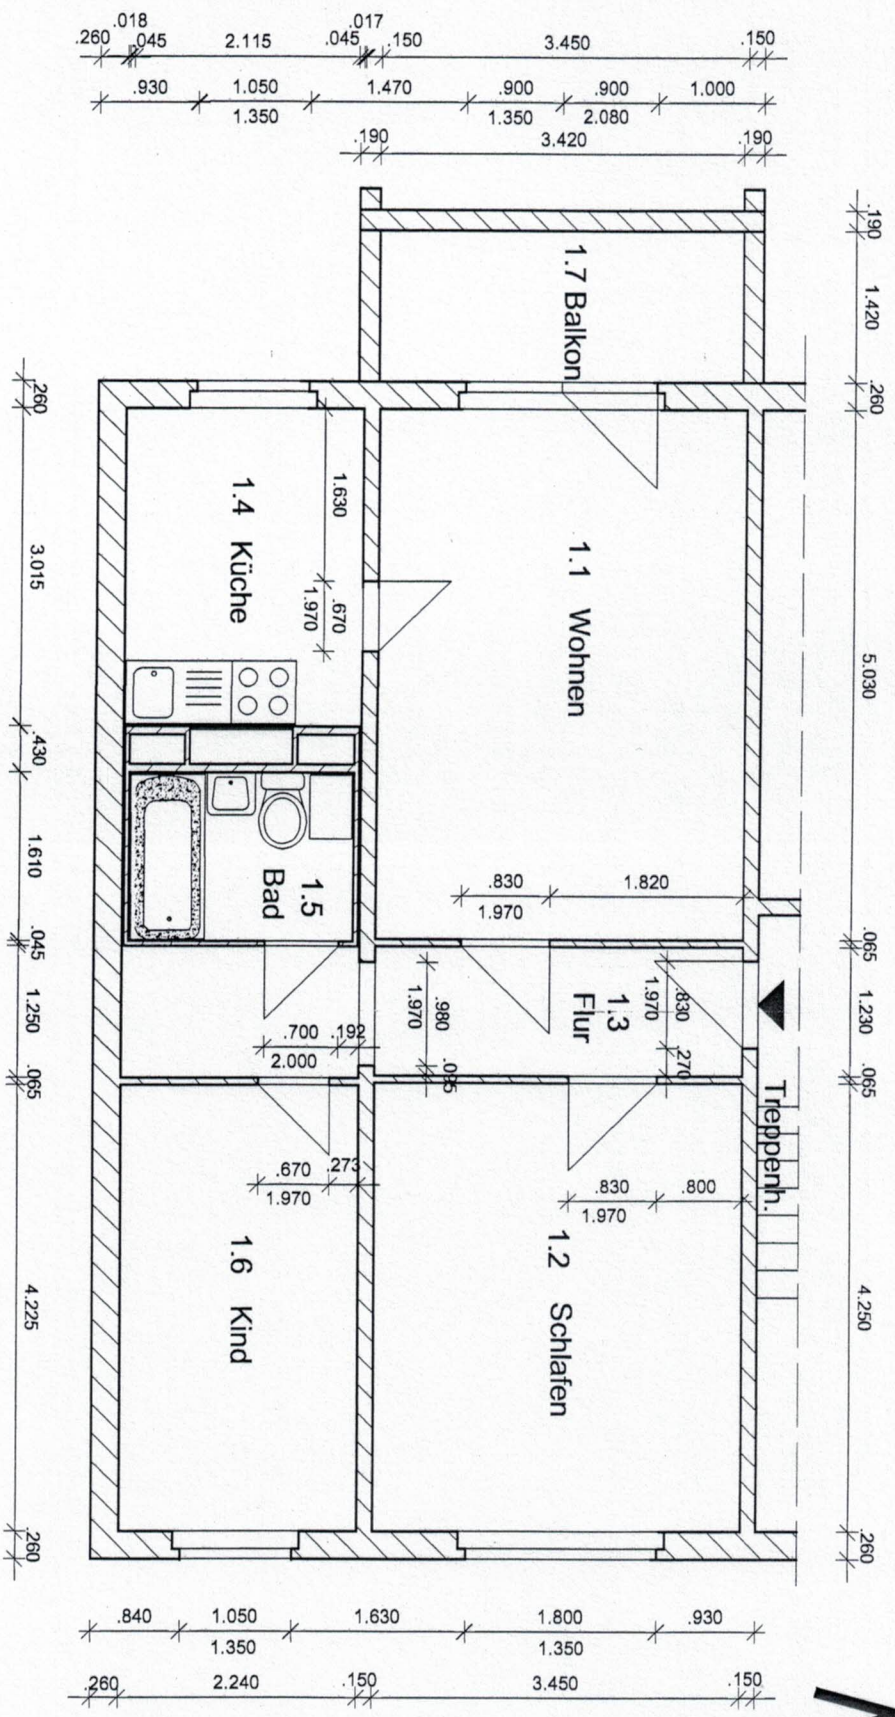 .018 .017
.260 .045 2.115 .045 .150 3.450 .150
.930 1.050 1.470 .900 .900 1.000
1.350 1.350 2.080
.190 3.420 .190
.190
1.420
.260
5.030
.065
1.230
.065
4.250
.260
.260
3.015
.430
1.610
.045
1.250
.065
4.225
.260
1.7 Balkon
1.4 Küche
1.630
.670
1.970
1.1 Wohnen
.830 1.820
1.970
1.5
Bad
1.3
Flur
.980
1.970
.830
1.970
.270
.700 .192
2.000
Treppenh.
.670 .273
1.970
.830 .800
1.970
1.6 Kind
1.2 Schlafen
.840 1.050 1.630 1.800 .930
1.350 1.350
.260 2.240 .150 3.450 .150